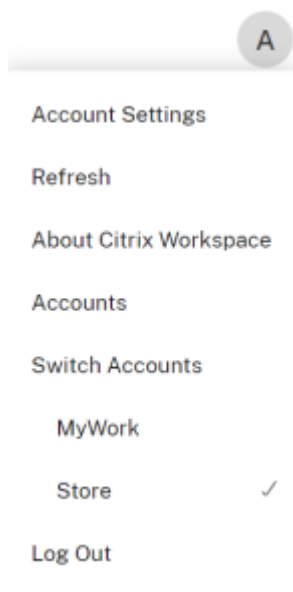 A
Account Settings
Refresh
About Citrix Workspace
Accounts
Switch Accounts
MyWork
Store
Log Out